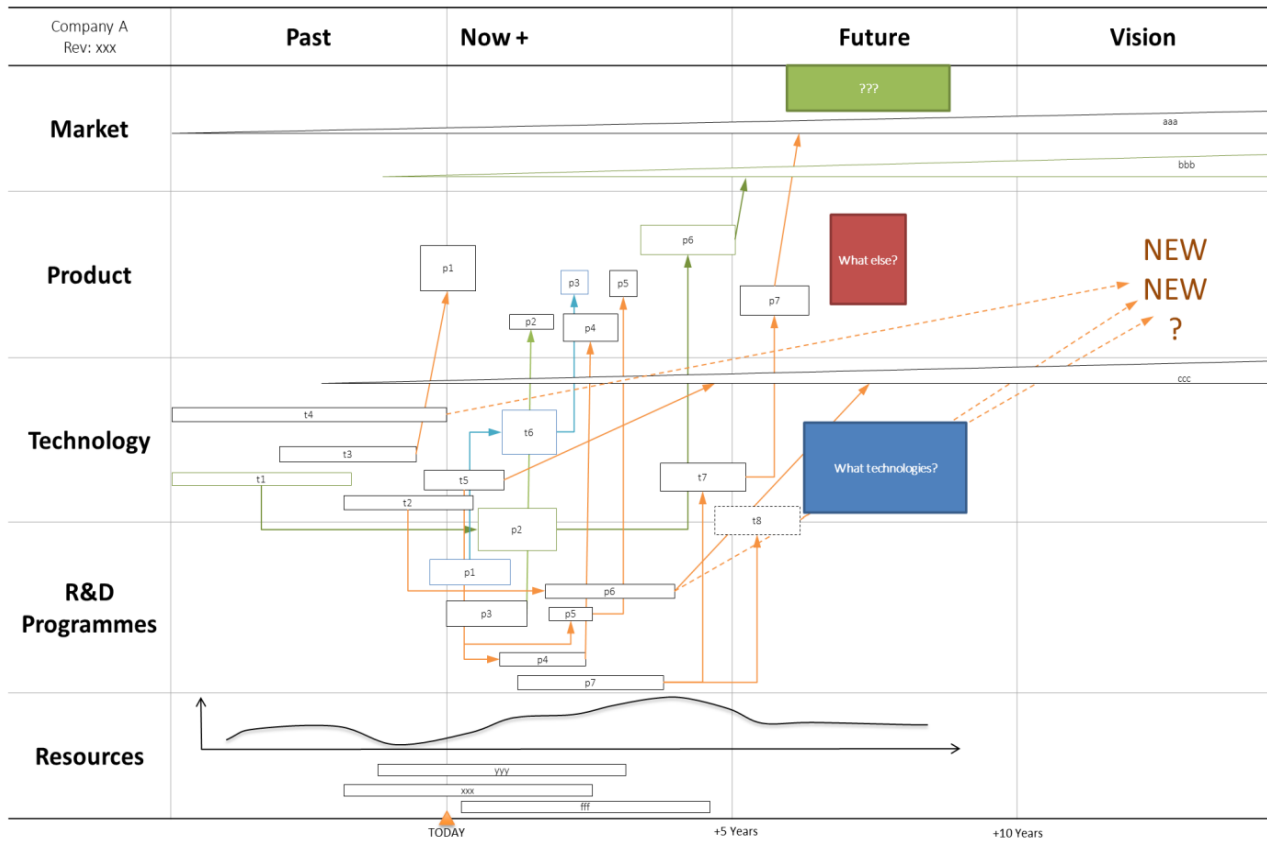 Company A
Rev: xxx
Past
Now +
Future
Vision
Market
???
aaa
bbb
Product
p1
p2
p3
p4
p5
p6
p7
What else?
NEW
NEW
?
ccc
Technology
t4
t3
t1
t2
t5
t6
t7
t8
What technologies?
R&D
Programmes
p2
p1
p3
p6
p5
p4
p7
Resources
yyy
xxx
fff
TODAY
+5 Years
+10 Years